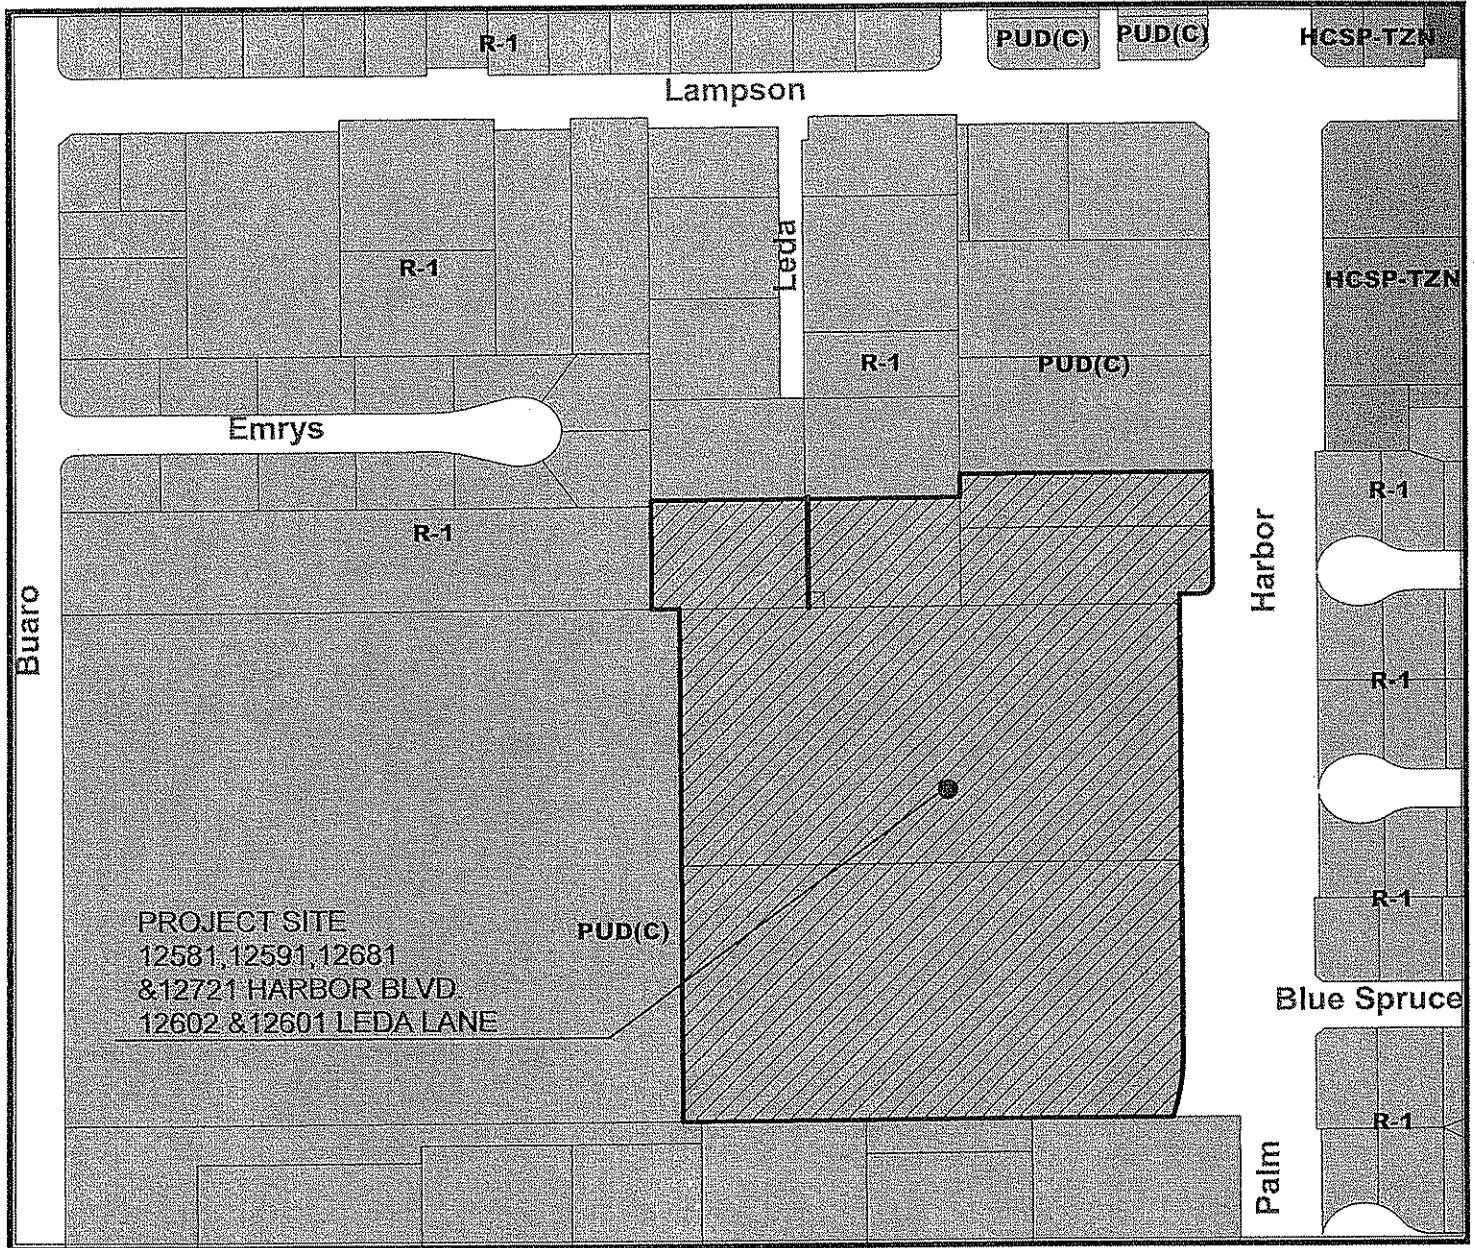 R-1
PUD(C)
PUD(C)
HCSP-TZN
Lampson
R-1
Leda
R-1
PUD(C)
HCSP-TZN
Emrys
R-1
R-1
Harbor
Buaro
R-1
PROJECT SITE
12581,12591,12681
&12721 HARBOR BLVD.
12602 &12601 LEDA LANE
PUD(C)
R-1
Blue Spruce
R-1
Palm